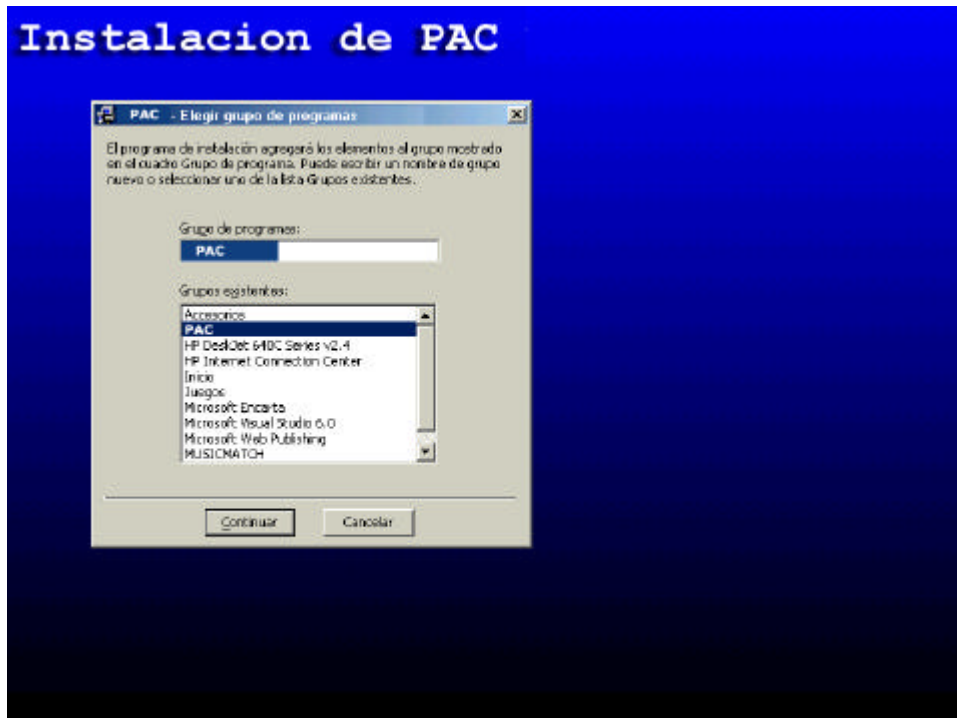 Instalacion de PAC
PAC - Elegir grupo de programas
El programa de instalación agregará los elementos al grupo mostrado
en el cuadro Grupo de programa. Puede escribir un nombre de grupo
nuevo o seleccionar uno de la lista Grupos existentes.
Grupo de programas:
PAC
Grupos existentes:
Accesorios
PAC
HP DeskJet 640C Series v2.4
HP Internet Connection Center
Inicio
Juegos
Microsoft Encarta
Microsoft Visual Studio 6.0
Microsoft Web Publishing
MUSICMATCH
Continuar Cancelar